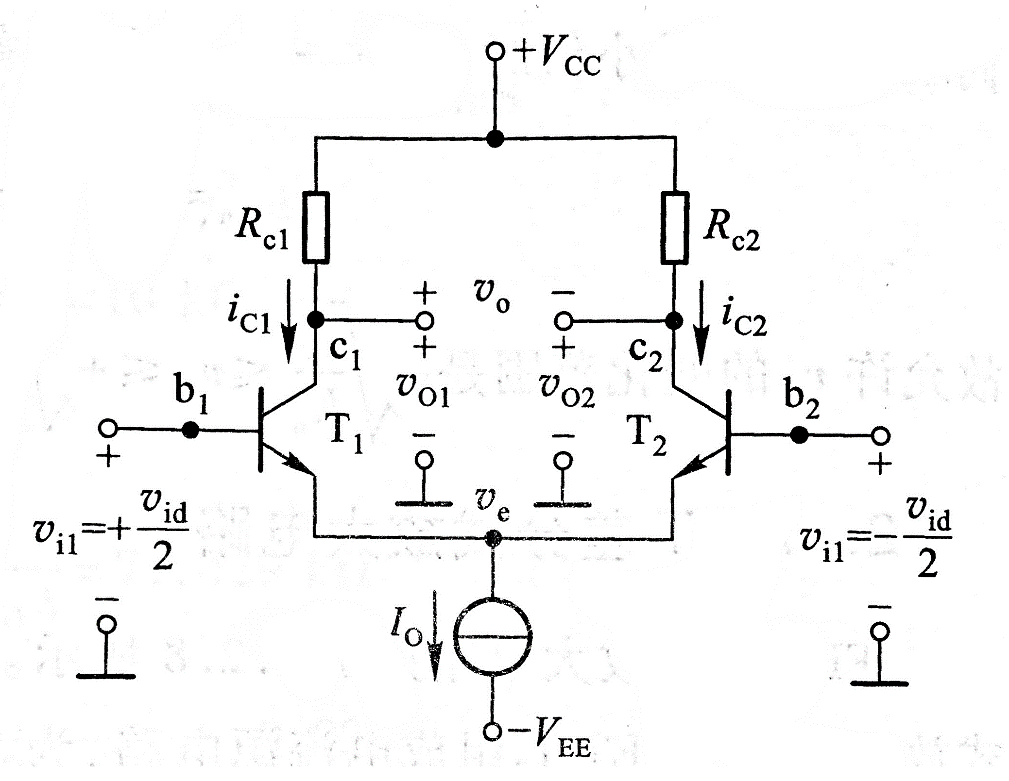 +V_CC
R_c1
R_c2
+ v_o −
i_C1
i_C2
c_1
c_2
+ +
v_O1
v_O2
− −
b_1
b_2
T_1
T_2
+ +
v_i1=+v_id/2
v_i1=−v_id/2
v_e
− −
I_O
−V_EE